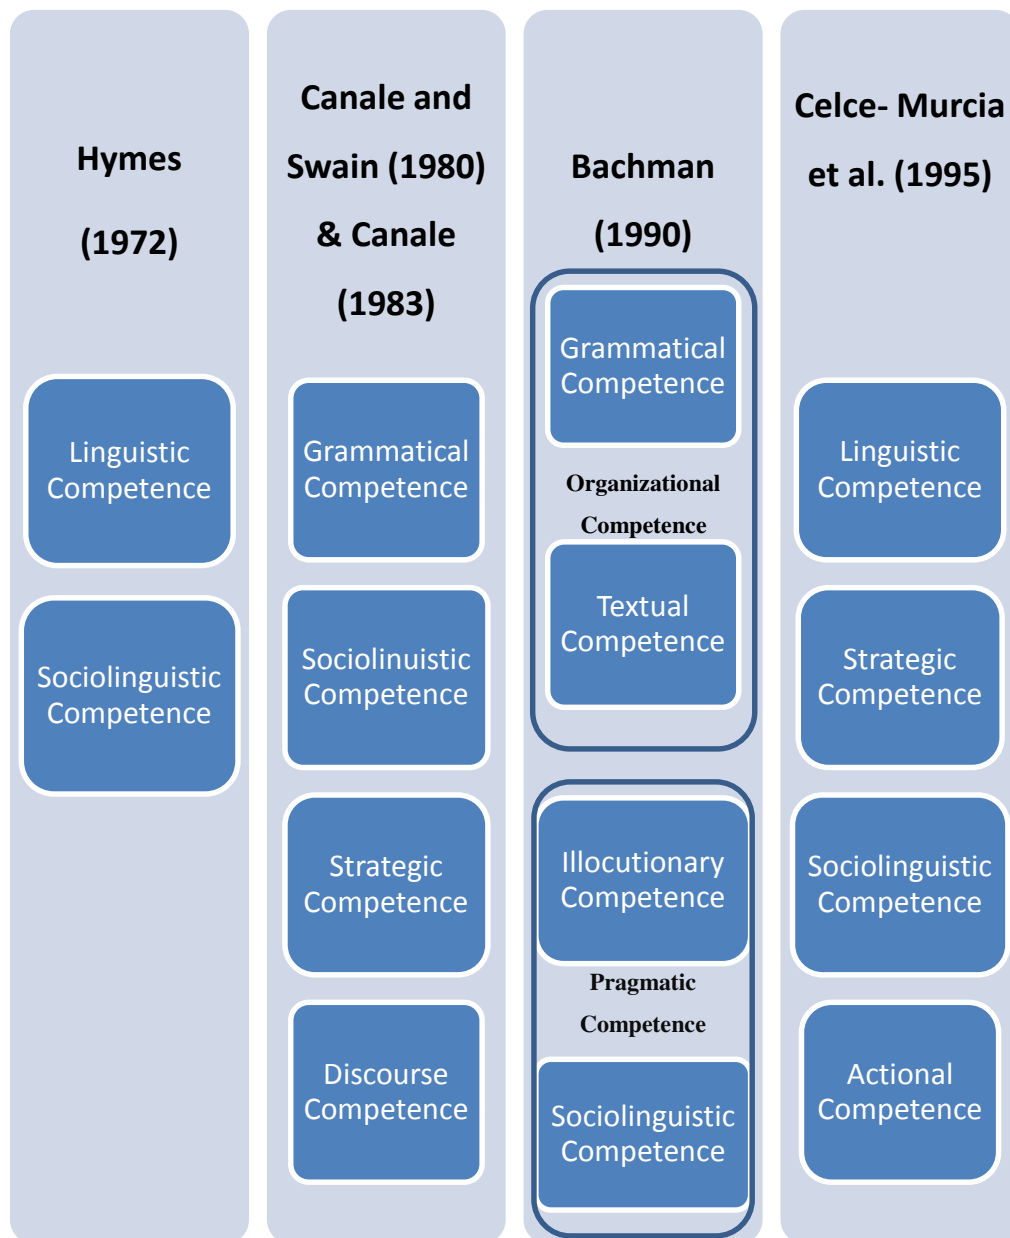 Hymes
(1972)
Linguistic
Competence
Sociolinguistic
Competence
Canale and
Swain (1980)
& Canale
(1983)
Grammatical
Competence
Sociolinuistic
Competence
Strategic
Competence
Discourse
Competence
Bachman
(1990)
Grammatical
Competence
Organizational
Competence
Textual
Competence
Illocutionary
Competence
Pragmatic
Competence
Sociolinguistic
Competence
Celce- Murcia
et al. (1995)
Linguistic
Competence
Strategic
Competence
Sociolinguistic
Competence
Actional
Competence